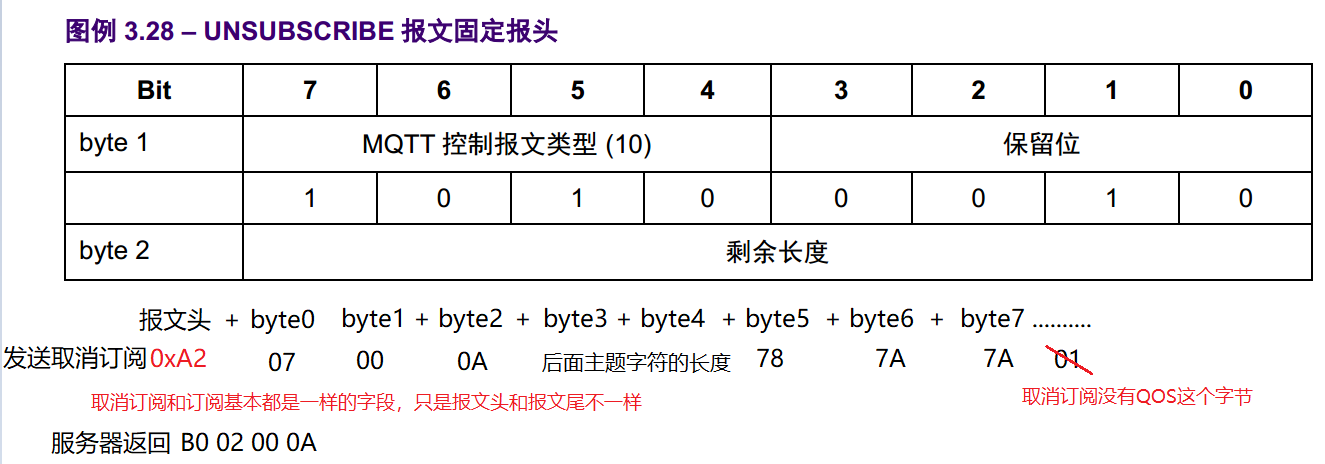 图例 3.28 – UNSUBSCRIBE 报文固定报头
Bit 7 6 5 4 3 2 1 0
byte 1 MQTT 控制报文类型 (10) 保留位
1 0 1 0 0 0 1 0
byte 2 剩余长度
报文头 + byte0 byte1 + byte2 + byte3 + byte4 + byte5 + byte6 + byte7 ..........
发送取消订阅 0xA2 07 00 0A 后面主题字符的长度 78 7A 7A 01
取消订阅和订阅基本都是一样的字段，只是报文头和报文尾不一样
取消订阅没有QOS这个字节
服务器返回 B0 02 00 0A